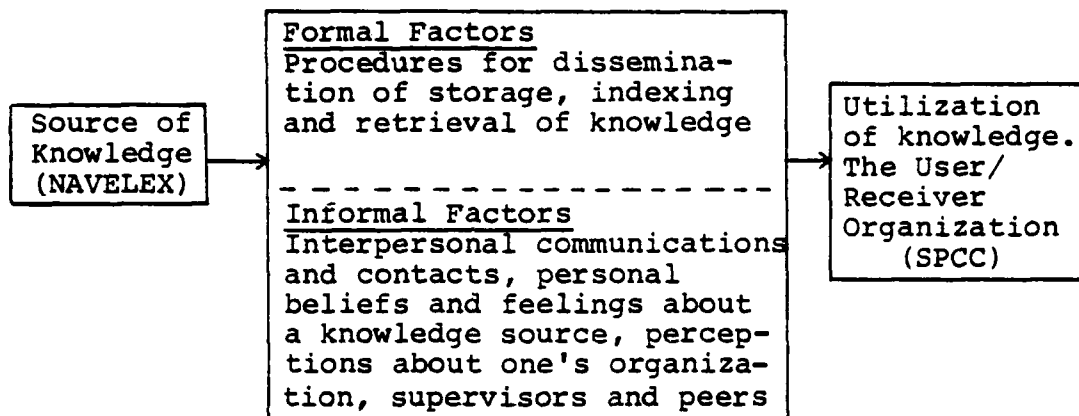 Source of
Knowledge
(NAVELEX)
Formal Factors
Procedures for dissemina-
tion of storage, indexing
and retrieval of knowledge
Informal Factors
Interpersonal communications
and contacts, personal
beliefs and feelings about
a knowledge source, percep-
tions about one's organiza-
tion, supervisors and peers
Utilization
of knowledge.
The User/
Receiver
Organization
(SPCC)